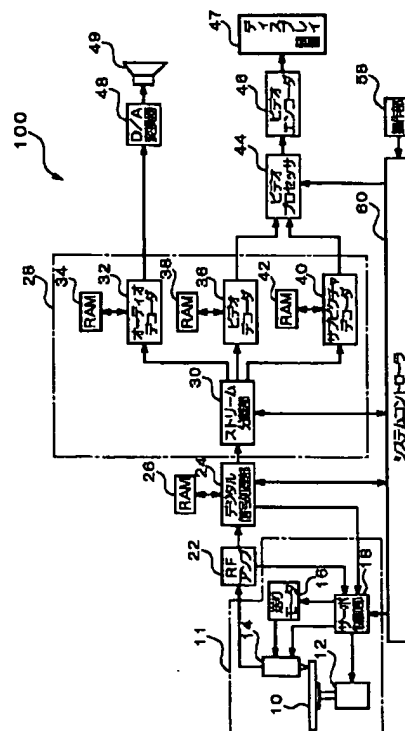 100
49
48
D/A
変換器
47
ディ
スプ
レイ
28
34
RAM
32
オーディオ
デコーダ
46
ビデオ
エンコーダ
38
RAM
36
ビデオ
デコーダ
44
ビデオ
プロセッサ
42
RAM
40
サブピクチャ
デコーダ
30
ストリーム
分離部
26
RAM
24
デジタル
信号処理部
22
RF
アンプ
58
操作部
11
14
16
送り
モータ
18
サーボ
制御部
10
12
60
システムコントローラ